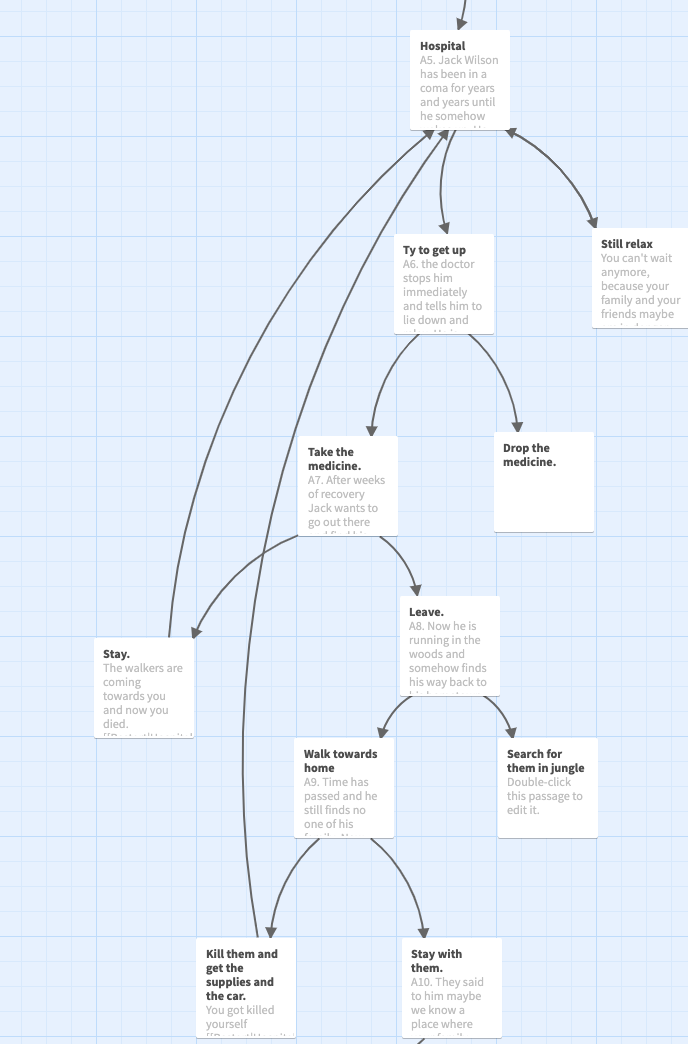 Hospital
A5. Jack Wilson
has been in a
coma for years
and years until
he somehow
Ty to get up
A6. the doctor
stops him
immediately
and tells him to
lie down and
Still relax
You can't wait
anymore,
because your
family and your
friends maybe
Take the
medicine.
A7. After weeks
of recovery
Jack wants to
go out there
Drop the
medicine.
Leave.
A8. Now he is
running in the
woods and
somehow finds
his way back to
Stay.
The walkers are
coming
towards you
and now you
died.
Walk towards
home
A9. Time has
passed and he
still finds no
one of his
Search for
them in jungle
Double-click
this passage to
edit it.
Kill them and
get the
supplies and
the car.
You got killed
yourself
Stay with
them.
A10. They said
to him maybe
we know a
place where